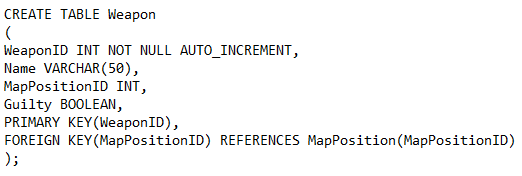 CREATE TABLE Weapon
(
WeaponID INT NOT NULL AUTO_INCREMENT,
Name VARCHAR(50),
MapPositionID INT,
Guilty BOOLEAN,
PRIMARY KEY(WeaponID),
FOREIGN KEY(MapPositionID) REFERENCES MapPosition(MapPositionID)
);